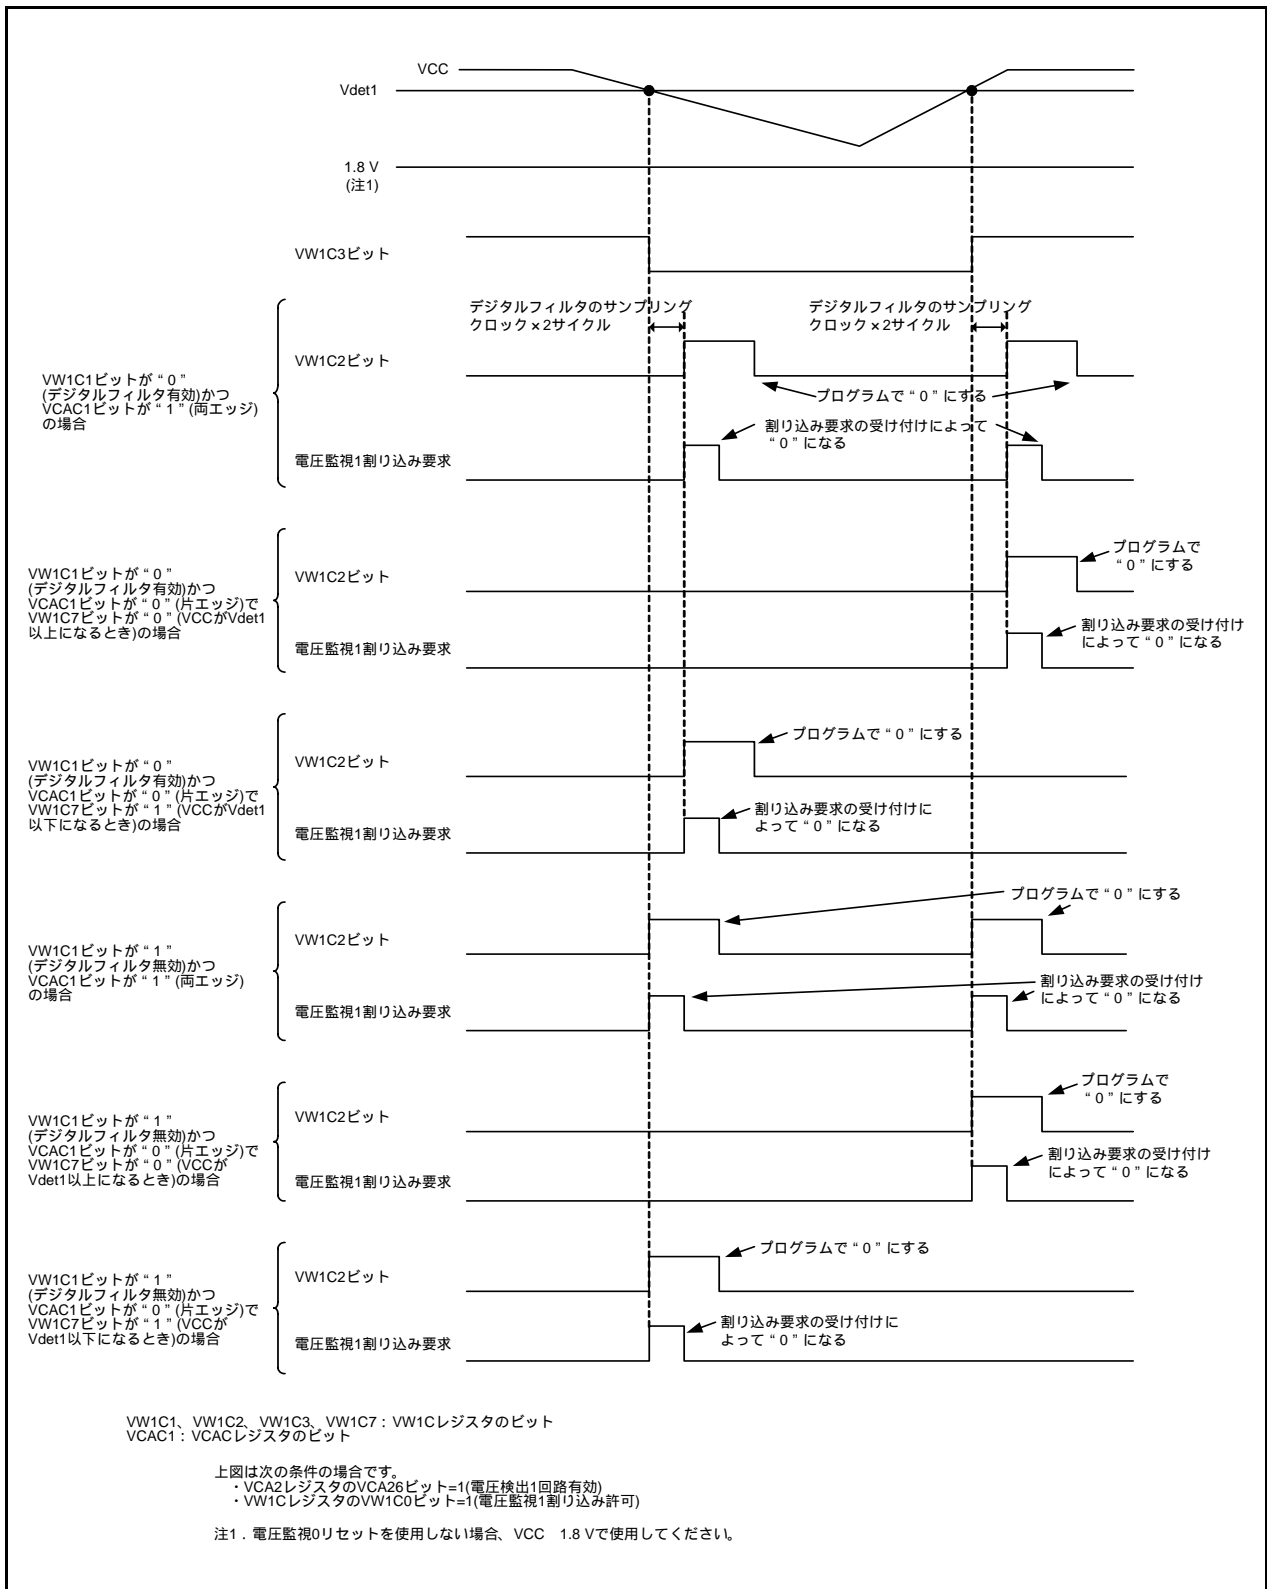 VCC
Vdet1
1.8 V
(注1)
VW1C3ビット
デジタルフィルタのサンプリング
クロック×2サイクル
デジタルフィルタのサンプリング
クロック×2サイクル
VW1C1ビットが“0”
(デジタルフィルタ有効)かつ
VCAC1ビットが“1”(両エッジ)
の場合
VW1C2ビット
プログラムで“0”にする
割り込み要求の受け付けによって
“0”になる
電圧監視1割り込み要求
VW1C1ビットが“0”
(デジタルフィルタ有効)かつ
VCAC1ビットが“0”(片エッジ)で
VW1C7ビットが“0”(VCCがVdet1
以上になるとき)の場合
VW1C2ビット
プログラムで
“0”にする
電圧監視1割り込み要求
割り込み要求の受け付け
によって“0”になる
VW1C1ビットが“0”
(デジタルフィルタ有効)かつ
VCAC1ビットが“0”(片エッジ)で
VW1C7ビットが“1”(VCCがVdet1
以下になるとき)の場合
VW1C2ビット
プログラムで“0”にする
電圧監視1割り込み要求
割り込み要求の受け付けに
よって“0”になる
VW1C1ビットが“1”
(デジタルフィルタ無効)かつ
VCAC1ビットが“1”(両エッジ)
の場合
VW1C2ビット
プログラムで“0”にする
電圧監視1割り込み要求
割り込み要求の受け付け
によって“0”になる
VW1C1ビットが“1”
(デジタルフィルタ無効)かつ
VCAC1ビットが“0”(片エッジ)で
VW1C7ビットが“0”(VCCが
Vdet1以上になるとき)の場合
VW1C2ビット
プログラムで
“0”にする
電圧監視1割り込み要求
割り込み要求の受け付け
によって“0”になる
VW1C1ビットが“1”
(デジタルフィルタ無効)かつ
VCAC1ビットが“0”(片エッジ)で
VW1C7ビットが“1”(VCCが
Vdet1以下になるとき)の場合
VW1C2ビット
プログラムで“0”にする
電圧監視1割り込み要求
割り込み要求の受け付けに
よって“0”になる
VW1C1、VW1C2、VW1C3、VW1C7：VW1Cレジスタのビット
VCAC1：VCACレジスタのビット
上図は次の条件の場合です。
・VCA2レジスタのVCA26ビット=1(電圧検出1回路有効)
・VW1CレジスタのVW1C0ビット=1(電圧監視1割り込み許可)
注1．電圧監視0リセットを使用しない場合、VCC　1.8 Vで使用してください。